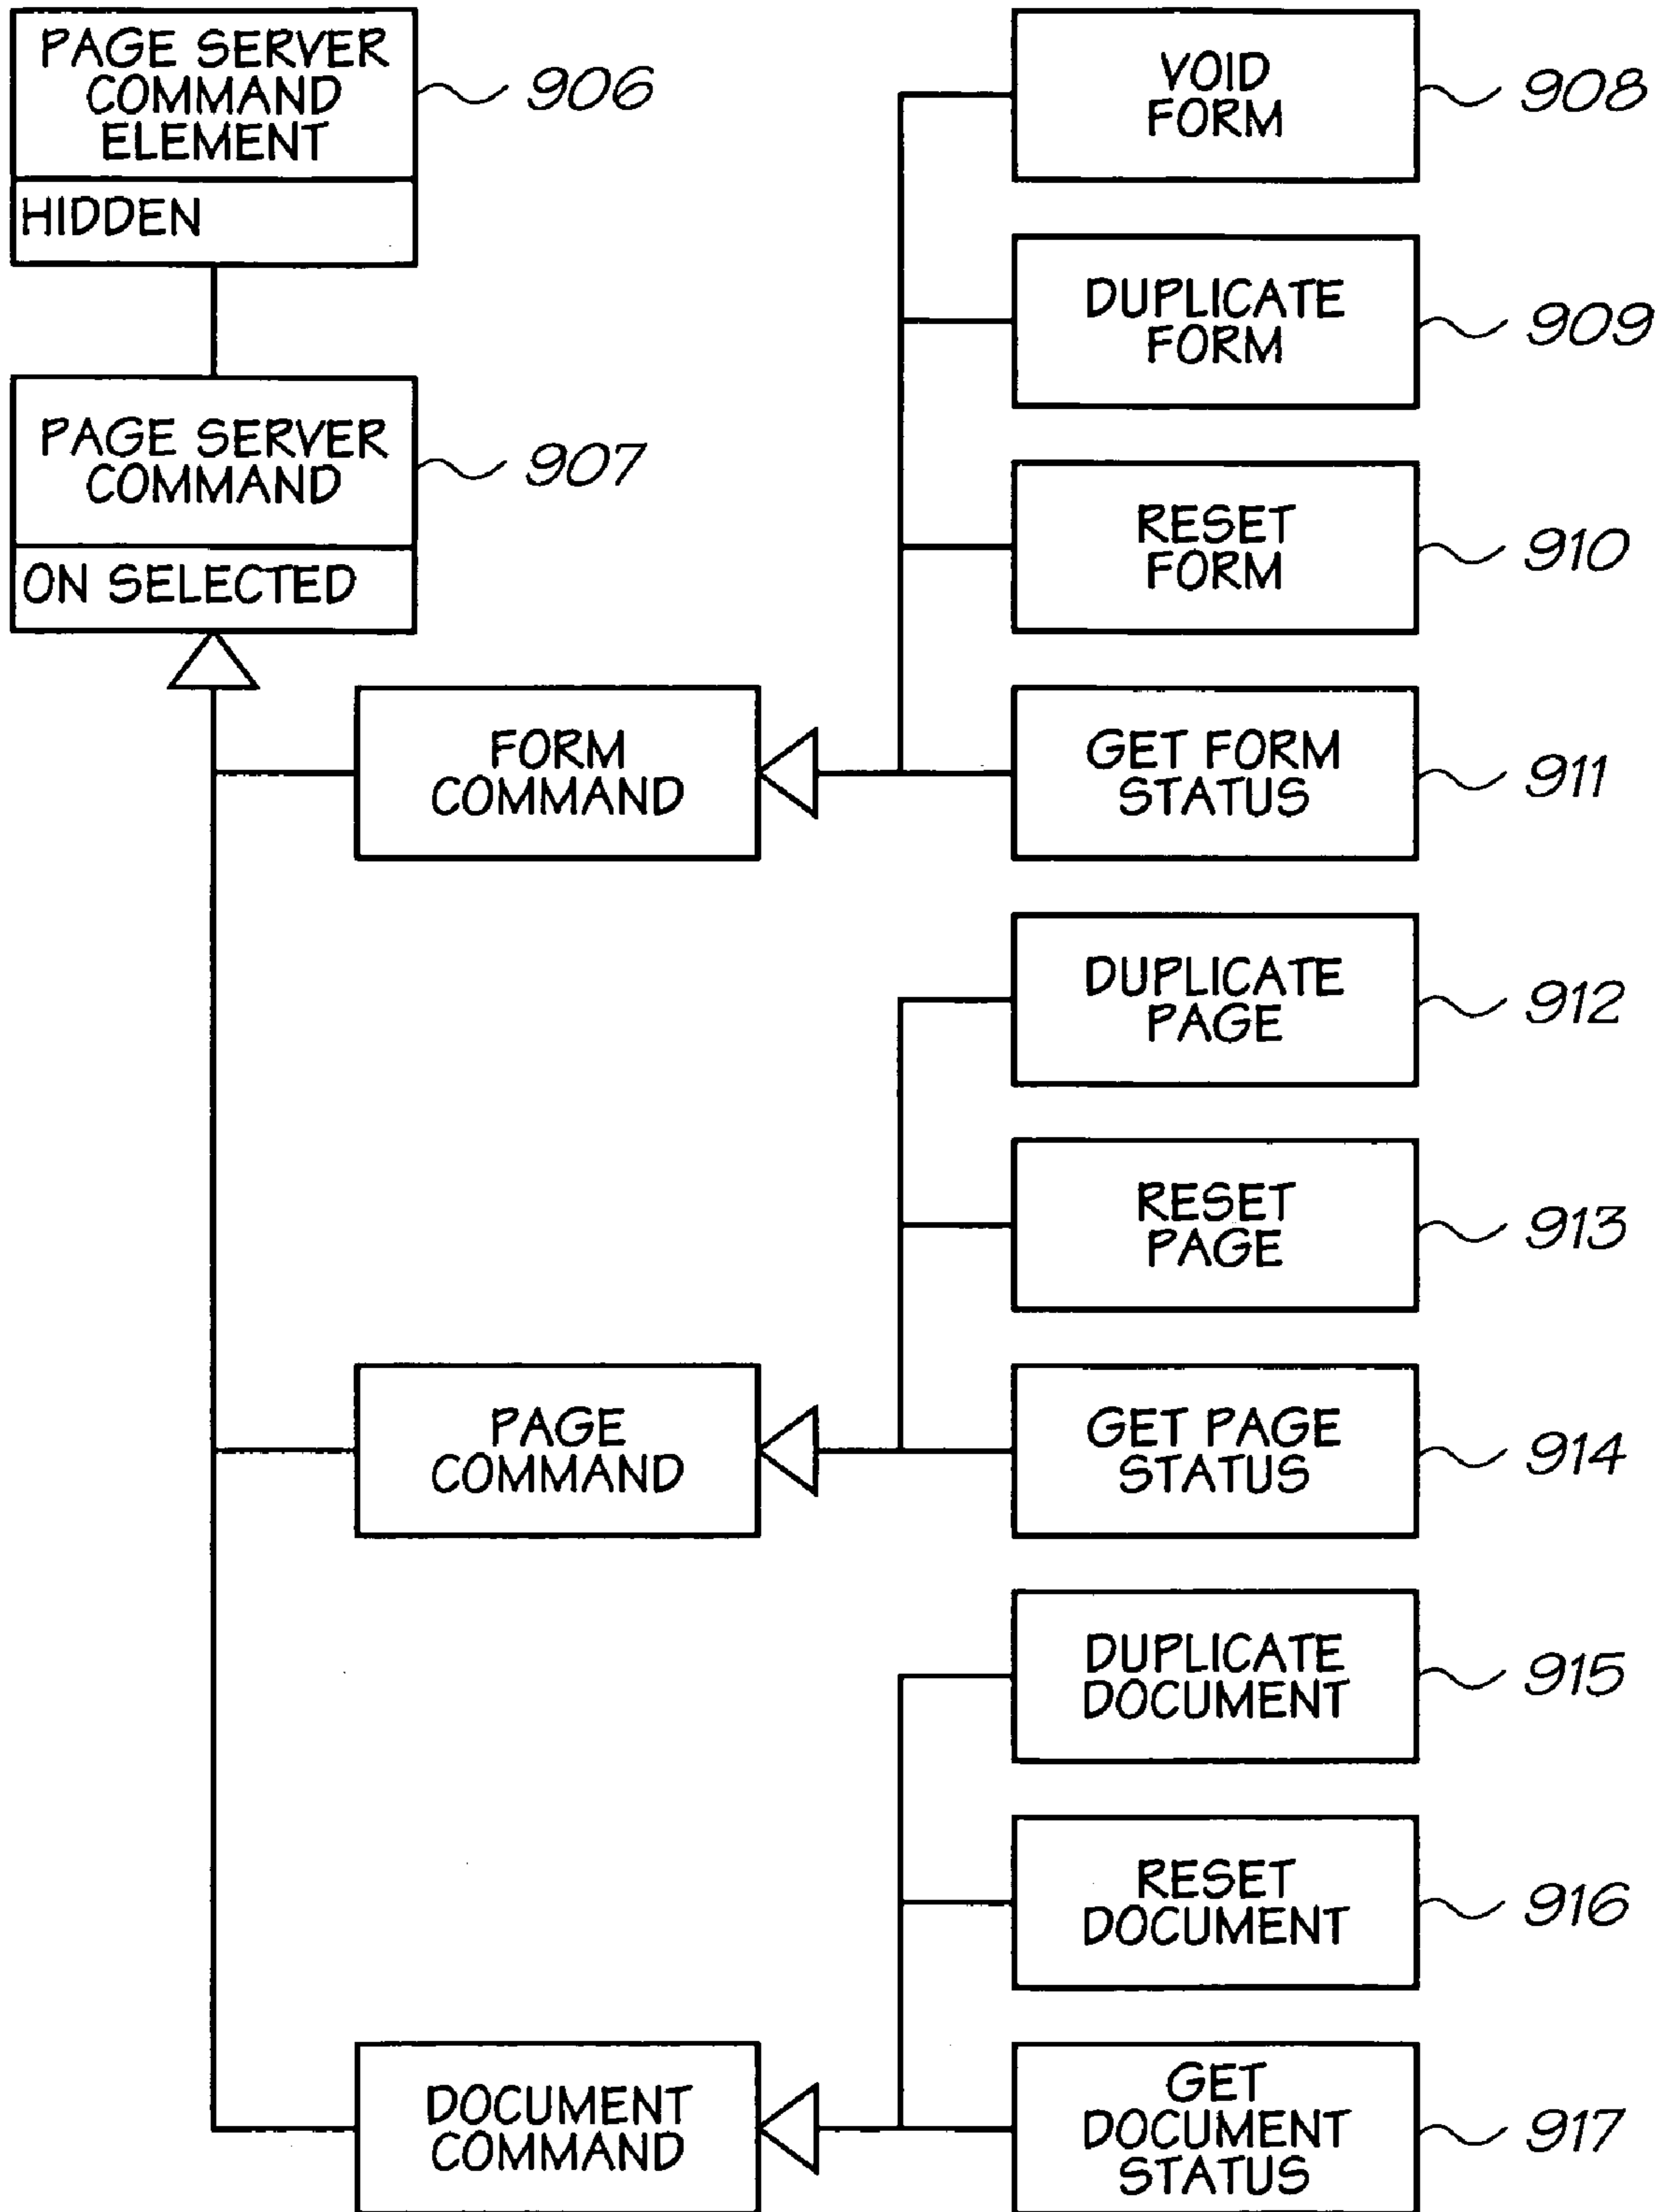 PAGE SERVER
COMMAND
ELEMENT
906
HIDDEN
PAGE SERVER
COMMAND
907
ON SELECTED
VOID
FORM
908
DUPLICATE
FORM
909
RESET
FORM
910
FORM
COMMAND
GET FORM
STATUS
911
DUPLICATE
PAGE
912
RESET
PAGE
913
PAGE
COMMAND
GET PAGE
STATUS
914
DUPLICATE
DOCUMENT
915
RESET
DOCUMENT
916
DOCUMENT
COMMAND
GET
DOCUMENT
STATUS
917